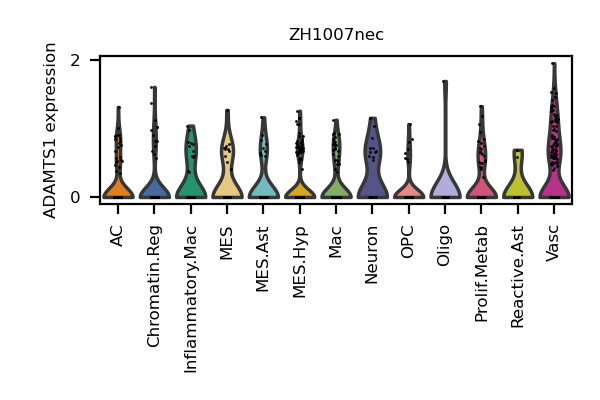 ZH1007nec
ADAMTS1 expression
2
0
AC
Chromatin.Reg
Inflammatory.Mac
MES
MES.Ast
MES.Hyp
Mac
Neuron
OPC
Oligo
Prolif.Metab
Reactive.Ast
Vasc